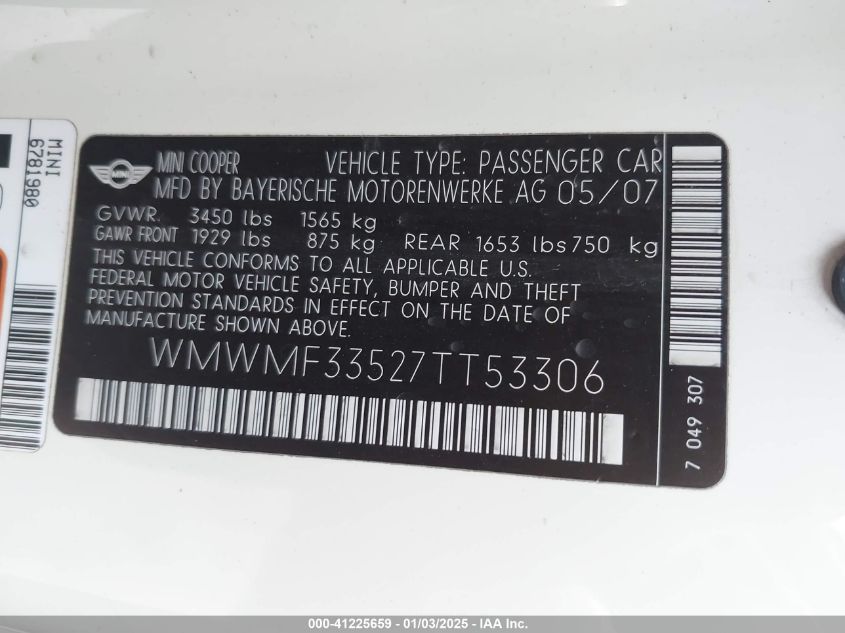 MINI
6781980
MINI
MINI COOPER VEHICLE TYPE: PASSENGER CAR
MFD BY BAYERISCHE MOTORENWERKE AG 05/07
GVWR. 3450 lbs 1565 kg
GAWR FRONT 1929 lbs 875 kg REAR 1653 lbs 750 kg
THIS VEHICLE CONFORMS TO ALL APPLICABLE U.S.
FEDERAL MOTOR VEHICLE SAFETY, BUMPER AND THEFT
PREVENTION STANDARDS IN EFFECT ON THE DATE OF
MANUFACTURE SHOWN ABOVE.
WMWMF33527TT53306
7 049 307
000-41225659 - 01/03/2025 - IAA Inc.